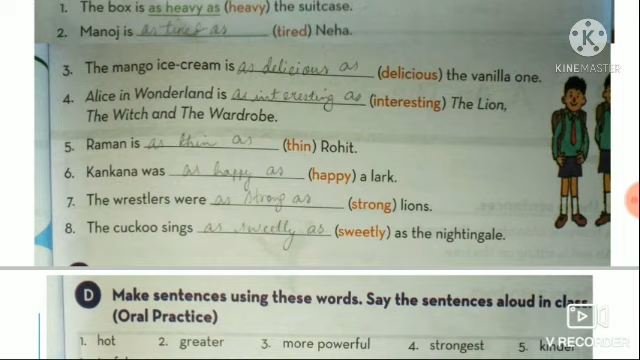 1. The box is as heavy as (heavy) the suitcase.
2. Manoj is as tired as (tired) Neha.
3. The mango ice-cream is as delicious as (delicious) the vanilla one.
4. Alice in Wonderland is as interesting as (interesting) The Lion,
The Witch and The Wardrobe.
5. Raman is as thin as (thin) Rohit.
6. Kankana was as happy as (happy) a lark.
7. The wrestlers were as strong as (strong) lions.
8. The cuckoo sings as sweetly as (sweetly) as the nightingale.
KINEMASTER
D Make sentences using these words. Say the sentences aloud in class.
(Oral Practice)
1. hot 2. greater 3. more powerful 4. strongest 5. kinder
V RECORDER